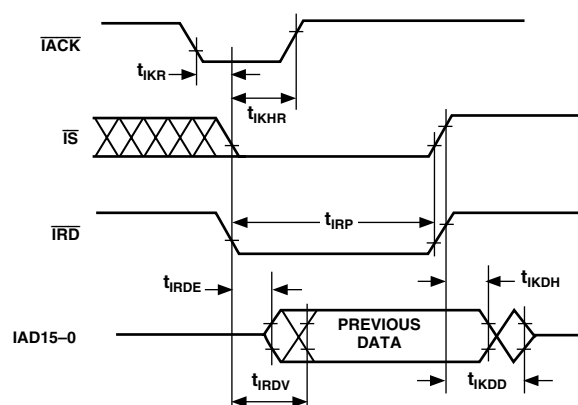 IACK
tIKR
tIKHR
IS
IRD
tIRP
tIRDE
tIKDH
IAD15–0
PREVIOUS
DATA
tIKDD
tIRDV